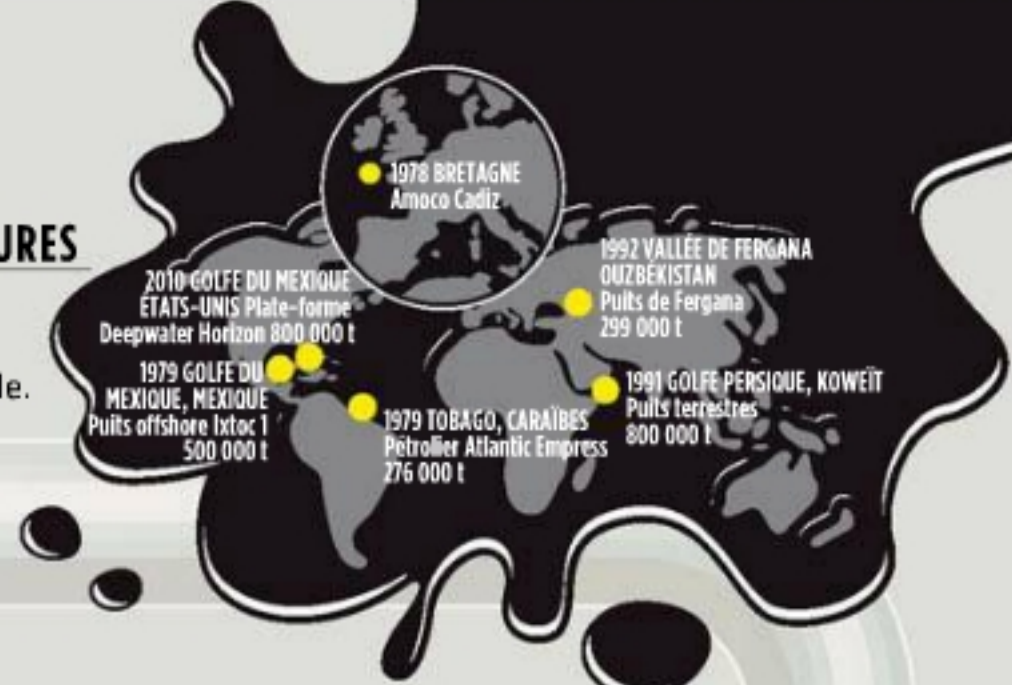 URES
le.
1978 BRETAGNE
Amoco Cadiz
2010 GOLFE DU MEXIQUE
ÉTATS-UNIS Plate-forme
Deepwater Horizon 800 000 t
1979 GOLFE DU
MEXIQUE, MEXIQUE
Puits offshore Ixtoc 1
500 000 t
1979 TOBAGO, CARAÏBES
Pétrolier Atlantic Empress
276 000 t
1992 VALLÉE DE FERGANA
OUZBÉKISTAN
Puits de Fergana
299 000 t
1991 GOLFE PERSIQUE, KOWEÏT
Puits terrestres
800 000 t